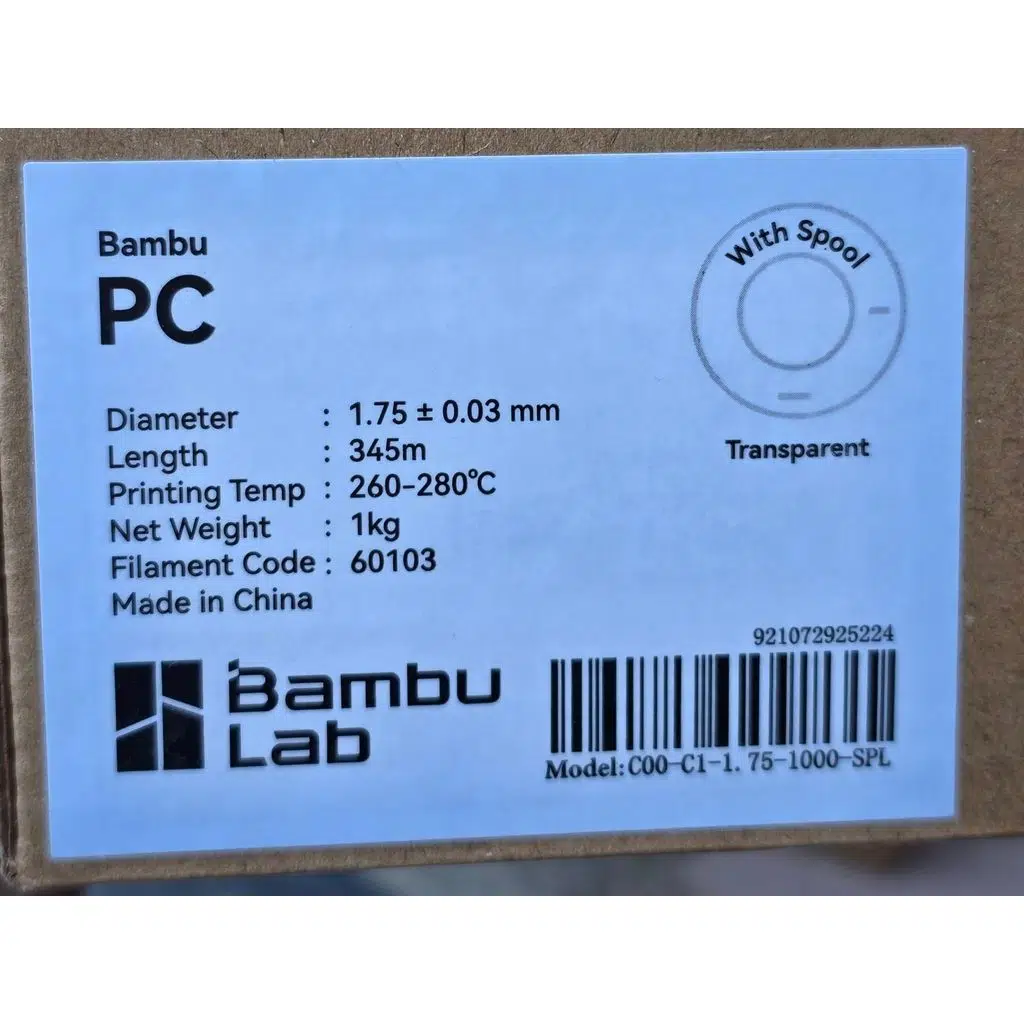 Bambu
PC
With Spool
Transparent
Diameter : 1.75 ± 0.03 mm
Length : 345m
Printing Temp : 260-280℃
Net Weight : 1kg
Filament Code : 60103
Made in China
Bambu
Lab
921072925224
Model:C00-C1-1.75-1000-SPL